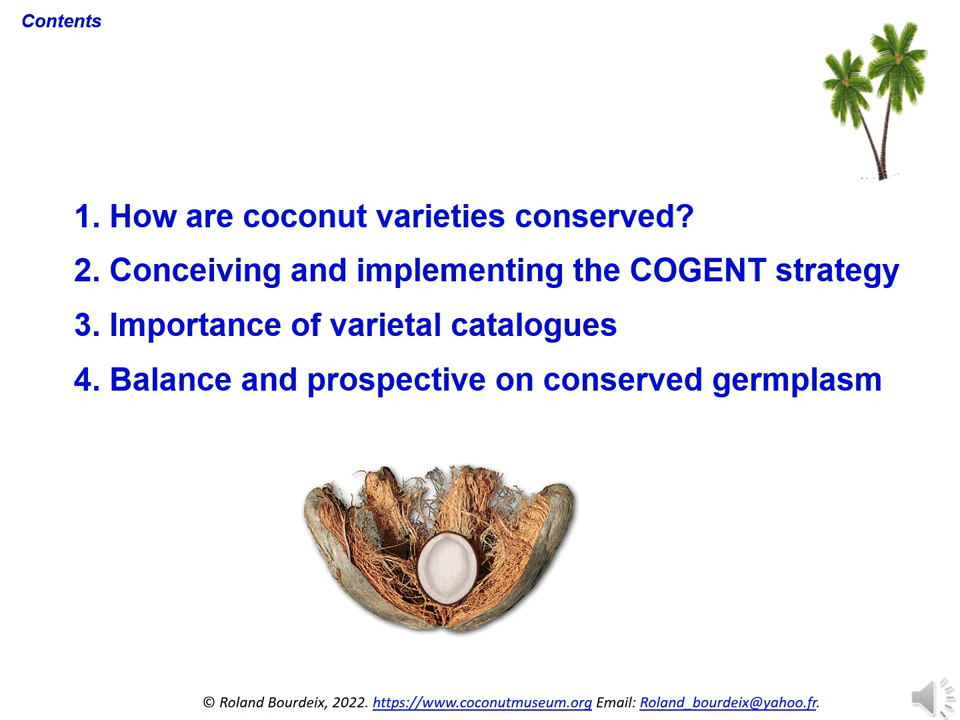 Contents
1. How are coconut varieties conserved?
2. Conceiving and implementing the COGENT strategy
3. Importance of varietal catalogues
4. Balance and prospective on conserved germplasm
© Roland Bourdeix, 2022. https://www.coconutmuseum.org Email: Roland_bourdeix@yahoo.fr.